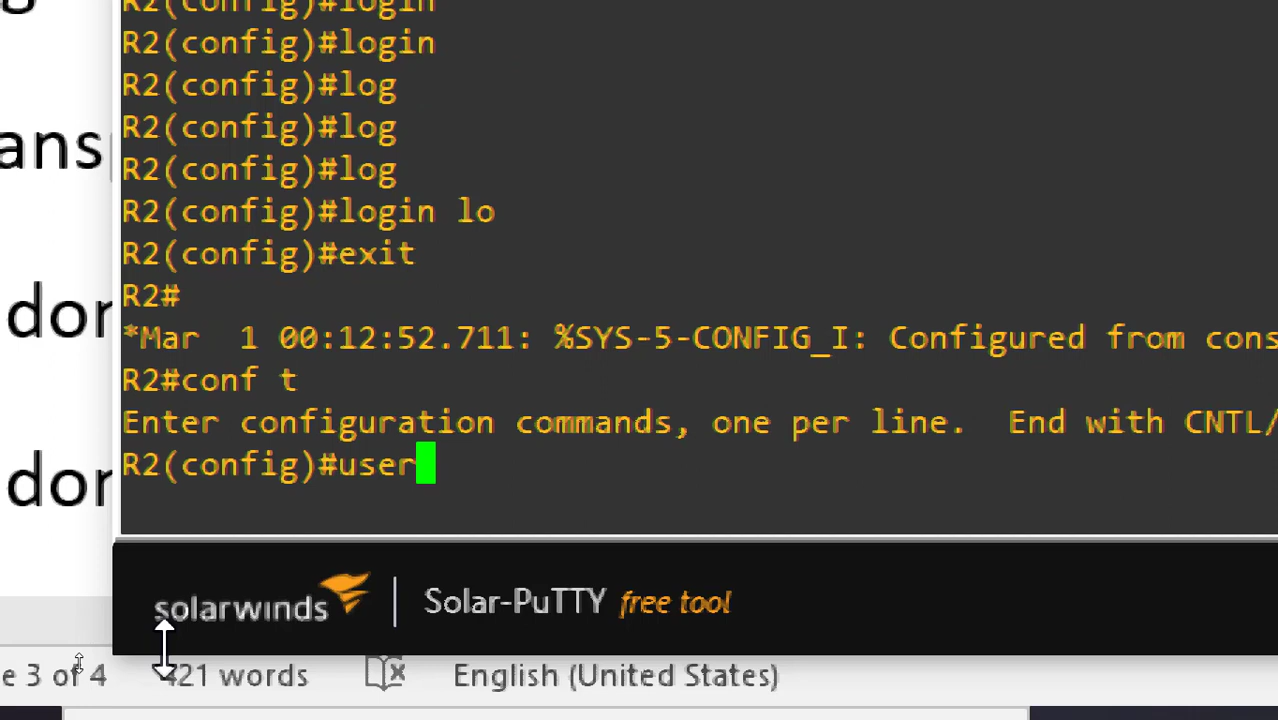 R2(config)#login
R2(config)#login
R2(config)#log
R2(config)#log
R2(config)#log
R2(config)#login lo
R2(config)#exit
R2#
*Mar  1 00:12:52.711: %SYS-5-CONFIG_I: Configured from cons
R2#conf t
Enter configuration commands, one per line.  End with CNTL/
R2(config)#user
ans
dor
dor
solarwinds | Solar-PuTTY free tool
e 3 of 4 421 words English (United States)